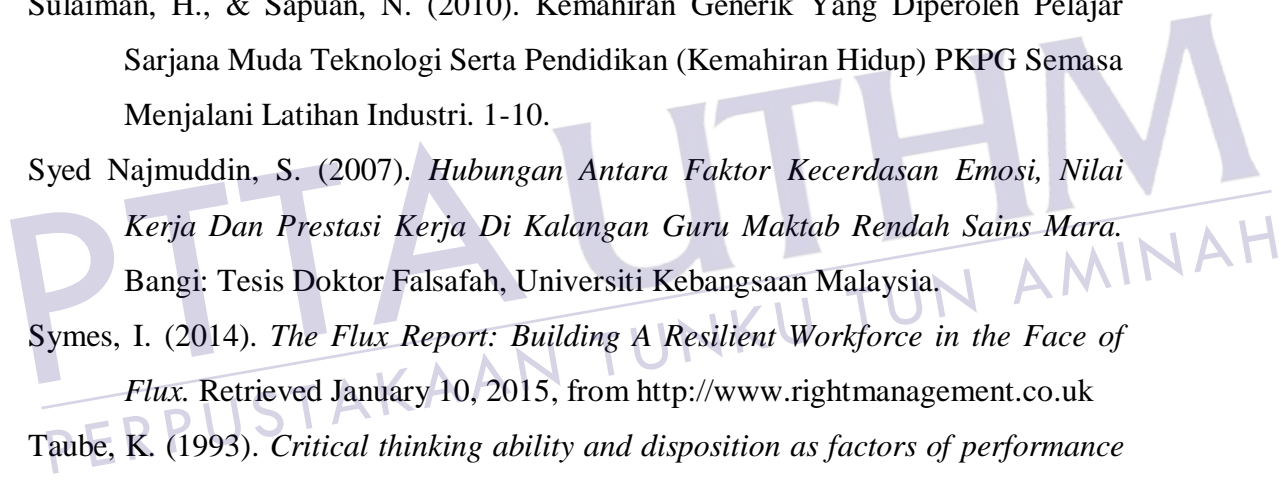 Sulaiman, H., & Sapuan, N. (2010). Kemahiran Generik Yang Diperoleh Pelajar
Sarjana Muda Teknologi Serta Pendidikan (Kemahiran Hidup) PKPG Semasa
Menjalani Latihan Industri. 1-10.
Syed Najmuddin, S. (2007). Hubungan Antara Faktor Kecerdasan Emosi, Nilai
Kerja Dan Prestasi Kerja Di Kalangan Guru Maktab Rendah Sains Mara.
Bangi: Tesis Doktor Falsafah, Universiti Kebangsaan Malaysia.
Symes, I. (2014). The Flux Report: Building A Resilient Workforce in the Face of
Flux. Retrieved January 10, 2015, from http://www.rightmanagement.co.uk
Taube, K. (1993). Critical thinking ability and disposition as factors of performance
PTTA UTHM
PERPUSTAKAAN TUNKU TUN AMINAH